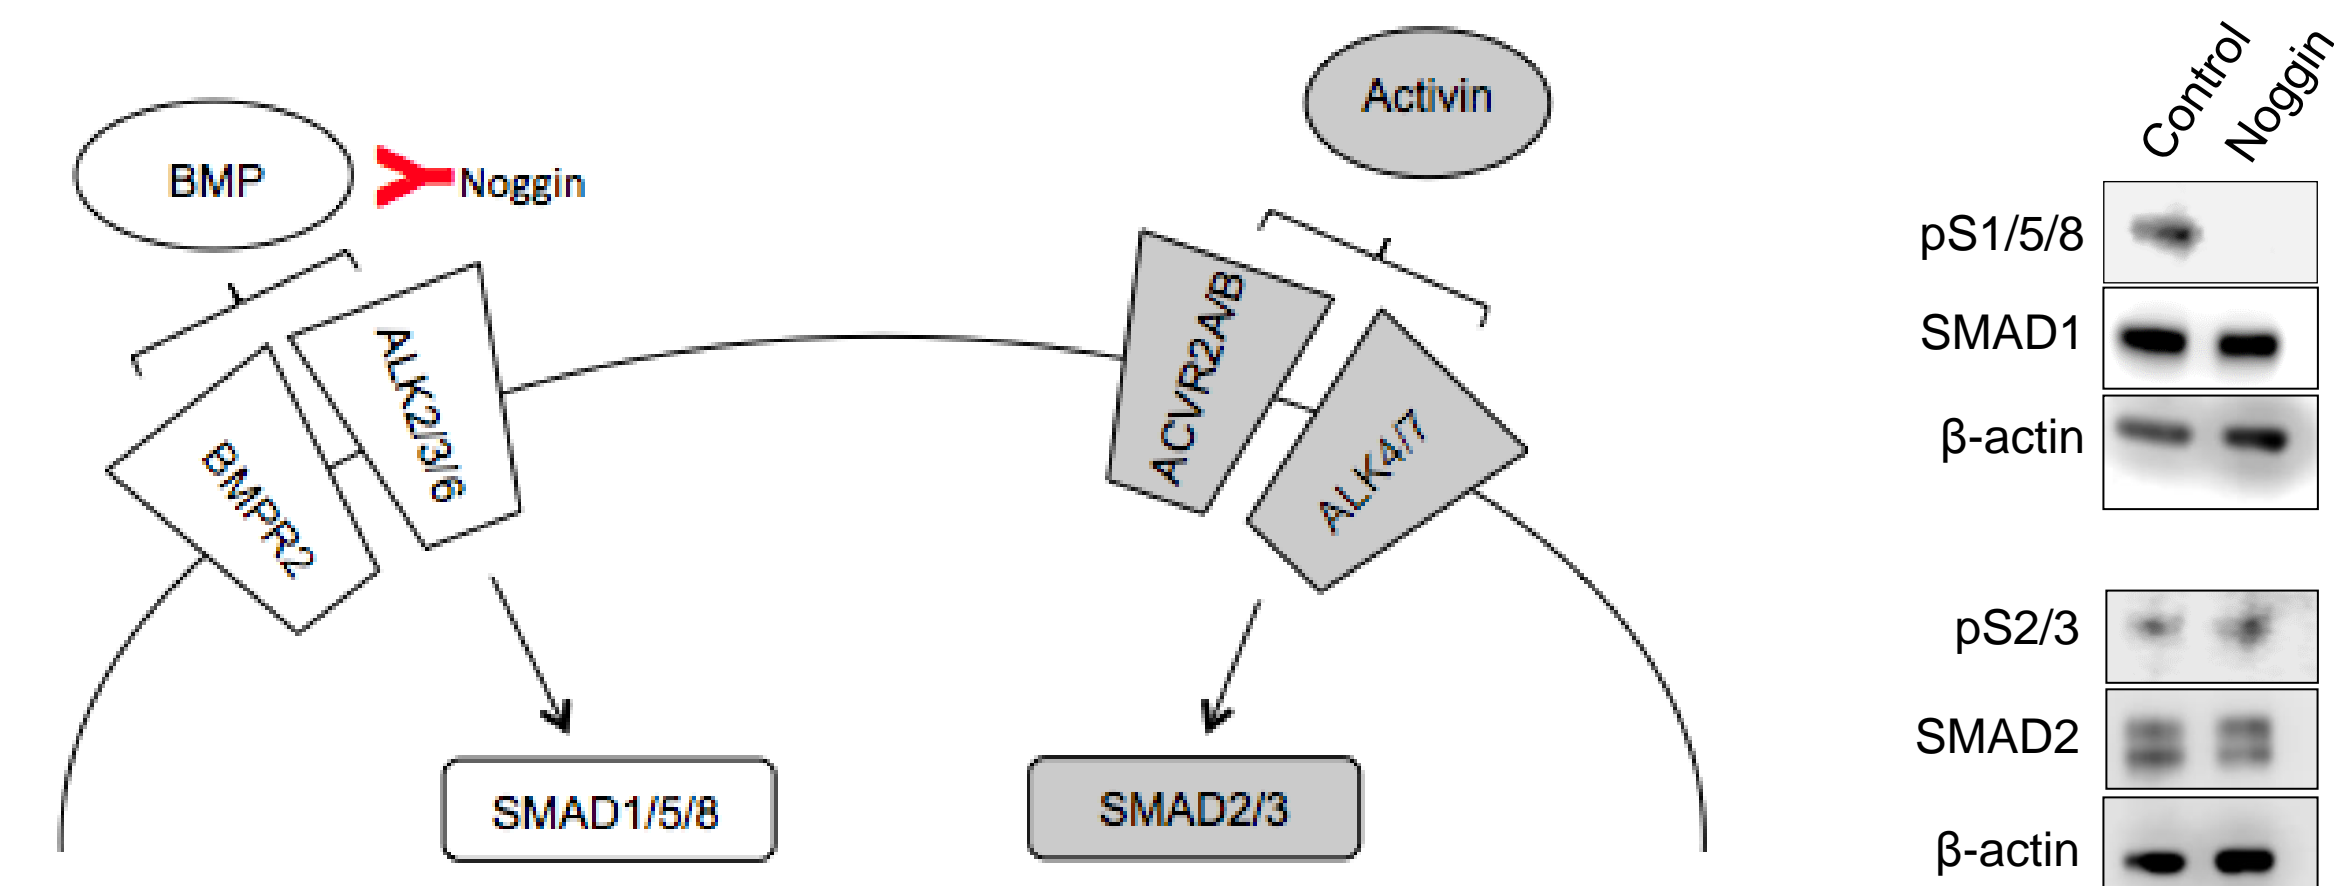 BMP
Noggin
BMPR2
ALK2/3/6
SMAD1/5/8
Activin
ACVR2A/B
ALK4/7
SMAD2/3
Control
Noggin
pS1/5/8
SMAD1
β-actin
pS2/3
SMAD2
β-actin